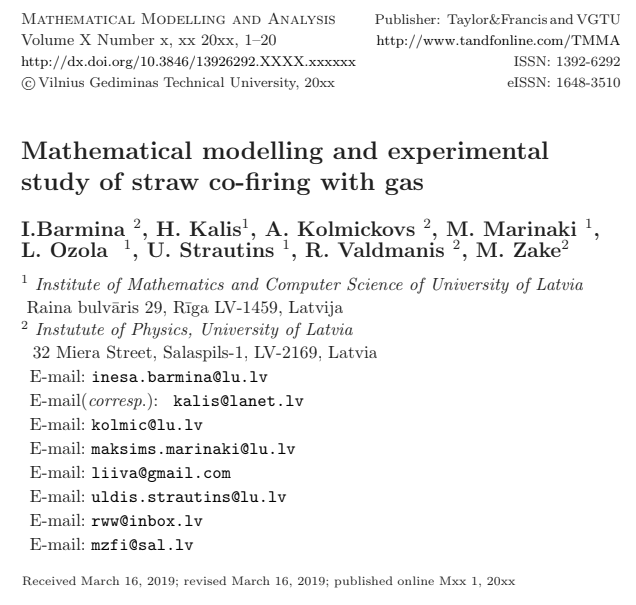 Mathematical Modelling and Analysis
Volume X Number x, xx 20xx, 1–20
http://dx.doi.org/10.3846/13926292.XXXX.xxxxxx
©Vilnius Gediminas Technical University, 20xx
Publisher: Taylor&Francis and VGTU
http://www.tandfonline.com/TMMA
ISSN: 1392-6292
eISSN: 1648-3510
Mathematical modelling and experimental
study of straw co-firing with gas
I.Barmina ², H. Kalis¹, A. Kolmickovs ², M. Marinaki ¹,
L. Ozola ¹, U. Strautins ¹, R. Valdmanis ², M. Zake²
¹ Institute of Mathematics and Computer Science of University of Latvia
Raina bulvāris 29, Rīga LV-1459, Latvija
² Instutute of Physics, University of Latvia
32 Miera Street, Salaspils-1, LV-2169, Latvia
E-mail: inesa.barmina@lu.lv
E-mail(corresp.): kalis@lanet.lv
E-mail: kolmic@lu.lv
E-mail: maksims.marinaki@lu.lv
E-mail: liiva@gmail.com
E-mail: uldis.strautins@lu.lv
E-mail: rww@inbox.lv
E-mail: mzfi@sal.lv
Received March 16, 2019; revised March 16, 2019; published online Mxx 1, 20xx